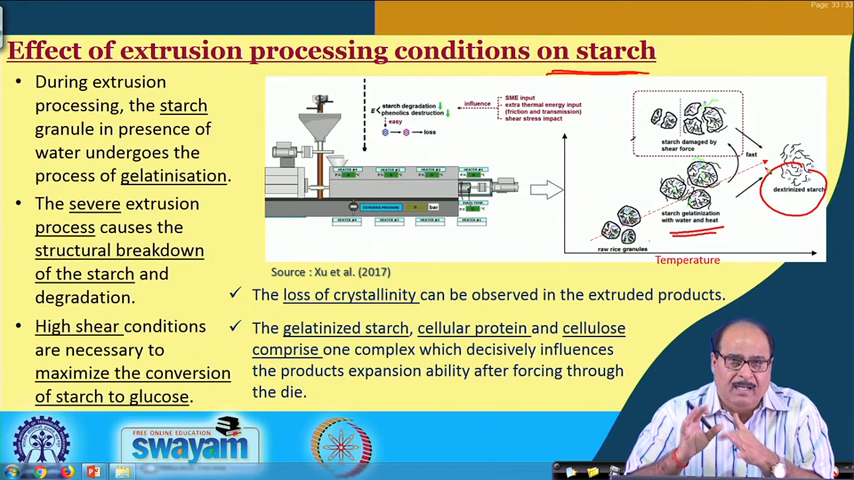 Page: 33 / 33
Effect of extrusion processing conditions on starch
• During extrusion
processing, the starch
granule in presence of
water undergoes the
process of gelatinisation.
• The severe extrusion
process causes the
structural breakdown
of the starch and
degradation.
• High shear conditions
are necessary to
maximize the conversion
of starch to glucose.
E
starch degradation
phenolics destruction
easy
loss
influence
SME input
extra thermal energy input
(friction and transmission)
shear stress impact
EXTRUSION PRESSURE
bar
starch damaged by
shear force
fast
dextrinized starch
starch gelatinization
with water and heat
raw rice granules
Temperature
Source : Xu et al. (2017)
✓ The loss of crystallinity can be observed in the extruded products.
✓ The gelatinized starch, cellular protein and cellulose
comprise one complex which decisively influences
the products expansion ability after forcing through
the die.
FREE ONLINE EDUCATION
swayam